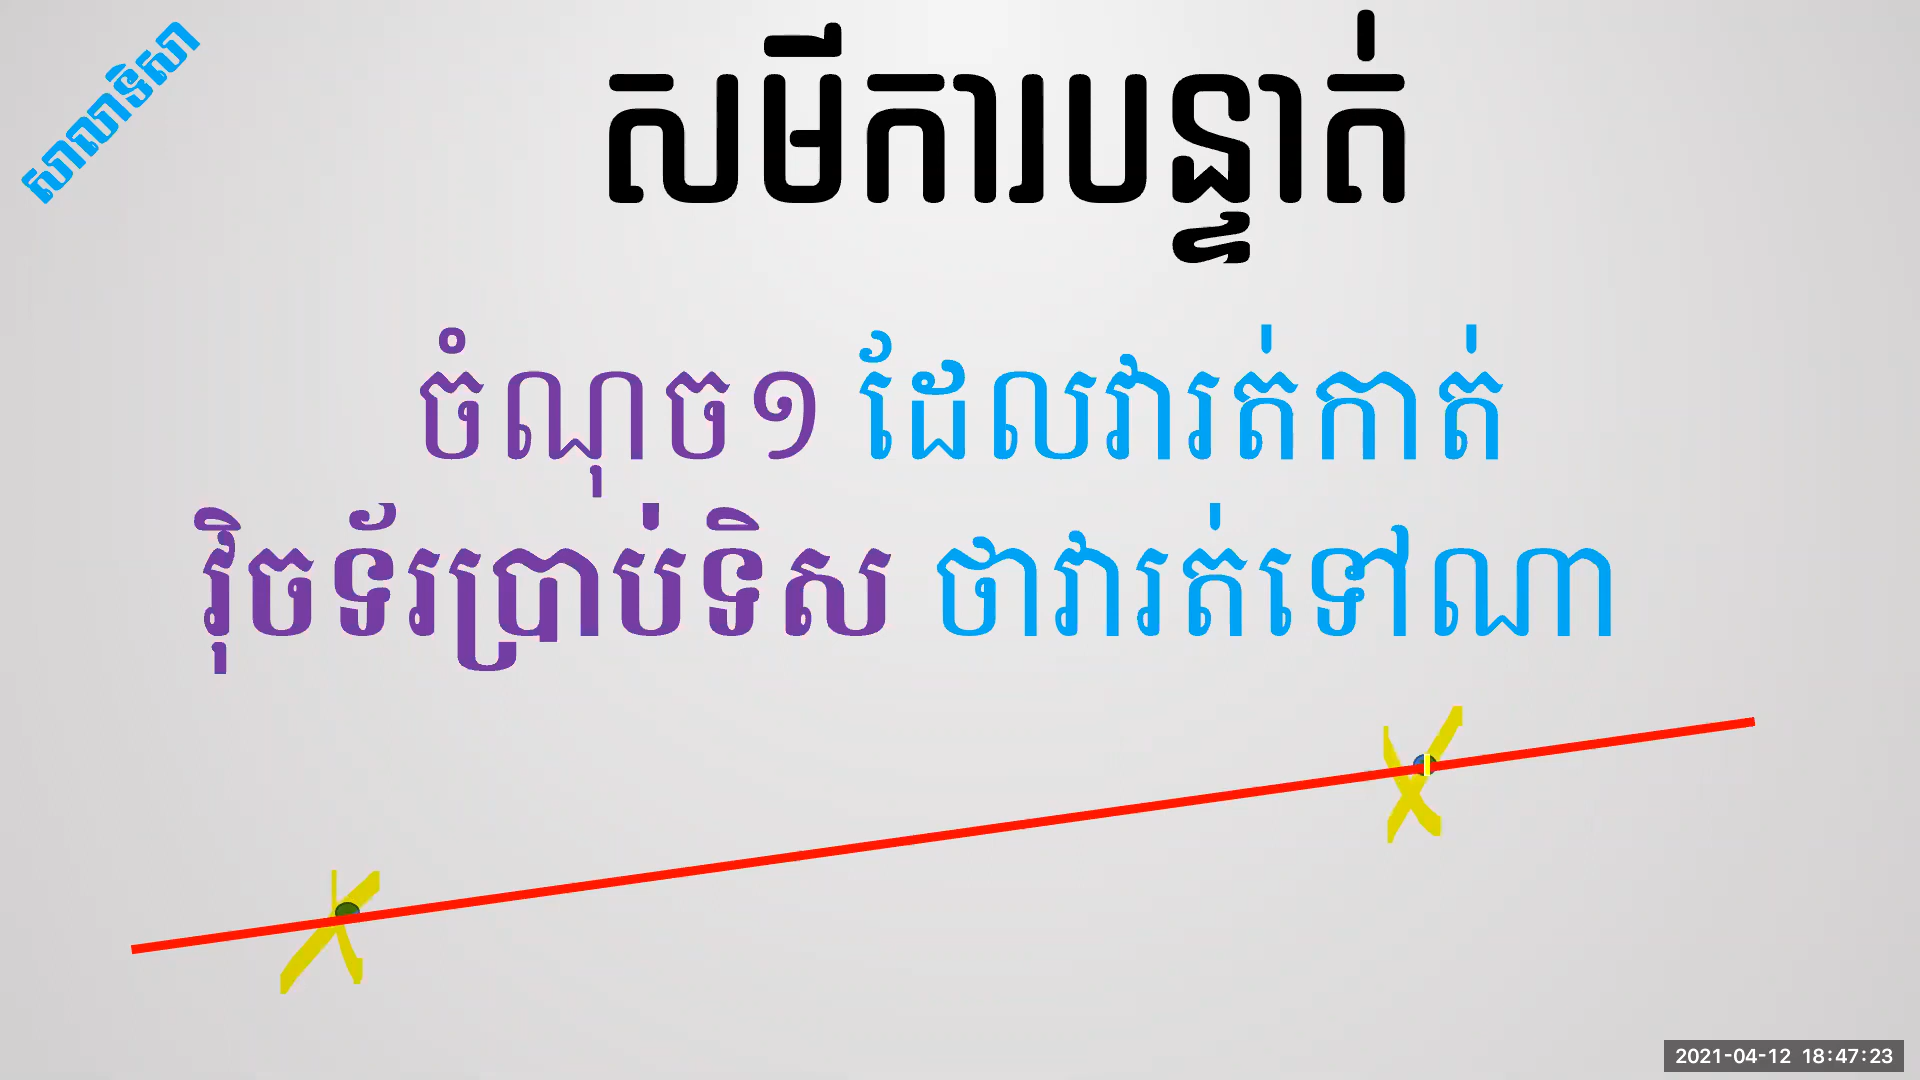 សាលាឌិសា
សមីការបន្ទាត់
ចំណុច១ ដែលវារត់កាត់
វ៉ិចទ័រប្រាប់ទិស ថាវារត់ទៅណា
2021-04-12 18:47:23